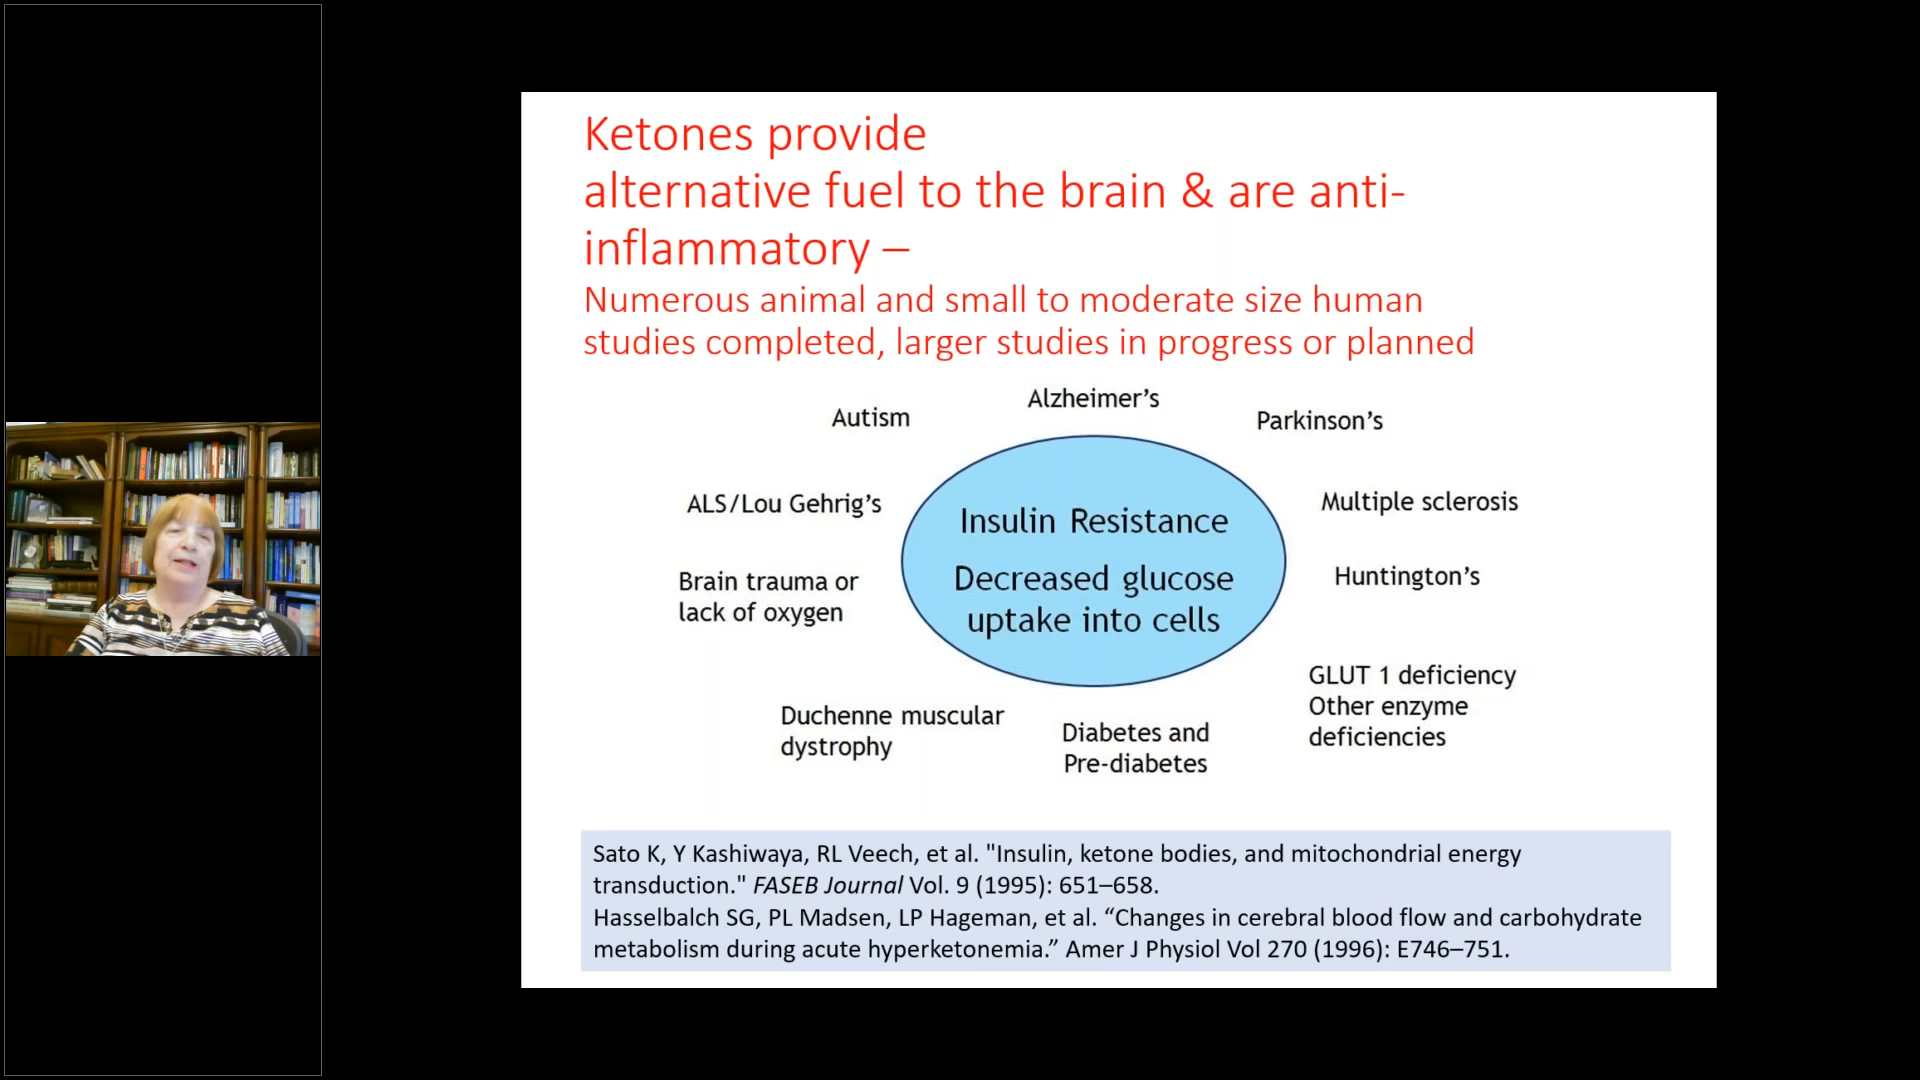 Ketones provide
alternative fuel to the brain & are anti-
inflammatory –
Numerous animal and small to moderate size human
studies completed, larger studies in progress or planned
Alzheimer’s
Autism
Parkinson’s
ALS/Lou Gehrig’s
Multiple sclerosis
Insulin Resistance
Decreased glucose
uptake into cells
Brain trauma or
lack of oxygen
Huntington’s
GLUT 1 deficiency
Other enzyme
deficiencies
Duchenne muscular
dystrophy
Diabetes and
Pre-diabetes
Sato K, Y Kashiwaya, RL Veech, et al. "Insulin, ketone bodies, and mitochondrial energy
transduction." FASEB Journal Vol. 9 (1995): 651–658.
Hasselbalch SG, PL Madsen, LP Hageman, et al. “Changes in cerebral blood flow and carbohydrate
metabolism during acute hyperketonemia.” Amer J Physiol Vol 270 (1996): E746–751.